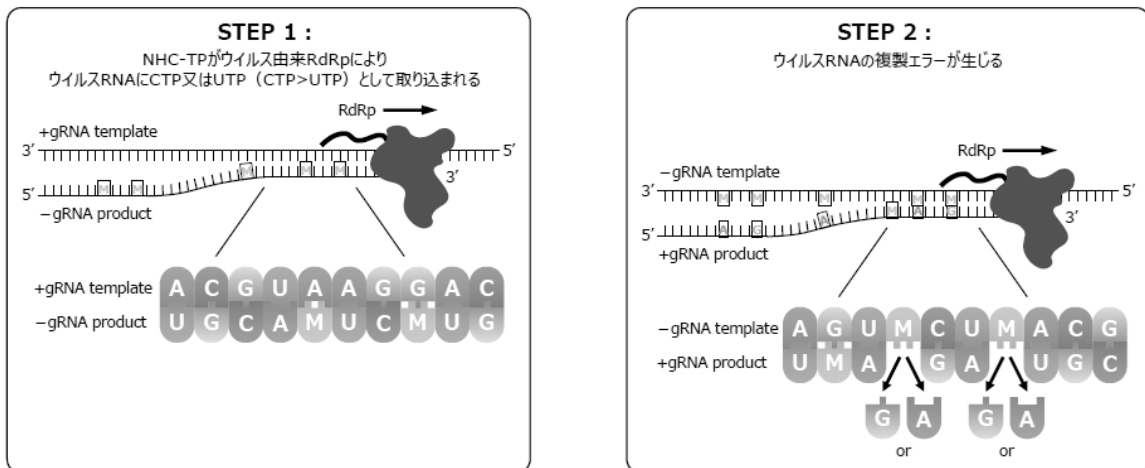 STEP 1 :
NHC-TPがウイルス由来RdRpにより
ウイルスRNAにCTP又はUTP（CTP>UTP）として取り込まれる
RdRp
+gRNA template
3′ 5′
M M M M M
3′
5′
−gRNA product
+gRNA template A C G U A A G G A C
−gRNA product U G C A M U C M U G
STEP 2 :
ウイルスRNAの複製エラーが生じる
RdRp
−gRNA template
3′ 5′
M M M M M M
A G A A G
3′
5′
+gRNA product
−gRNA template A G U M C U M A C G
+gRNA product U M A G A U G C
G A G A
or or